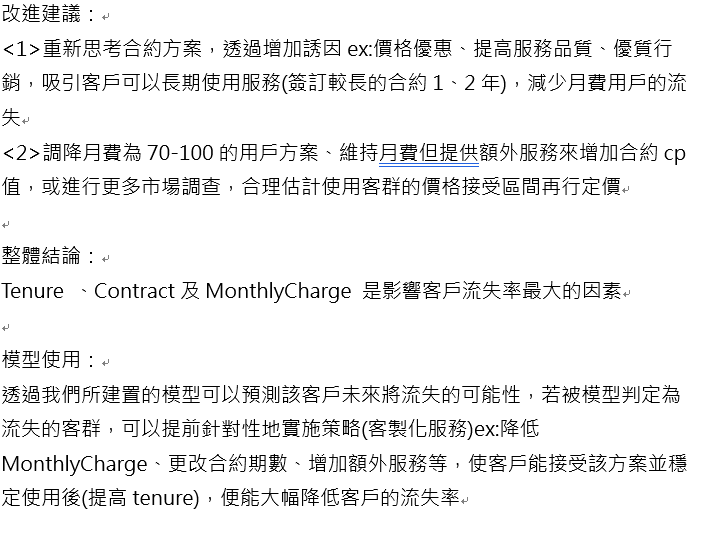 改進建議：
<1>重新思考合約方案，透過增加誘因 ex:價格優惠、提高服務品質、優質行
銷，吸引客戶可以長期使用服務(簽訂較長的合約 1、2 年)，減少月費用戶的流
失
<2>調降月費為 70-100 的用戶方案、維持月費但提供額外服務來增加合約 cp
值，或進行更多市場調查，合理估計使用客群的價格接受區間再行定價
整體結論：
Tenure 、Contract 及 MonthlyCharge 是影響客戶流失率最大的因素
模型使用：
透過我們所建置的模型可以預測該客戶未來將流失的可能性，若被模型判定為
流失的客群，可以提前針對性地實施策略(客製化服務)ex:降低
MonthlyCharge、更改合約期數、增加額外服務等，使客戶能接受該方案並穩
定使用後(提高 tenure)，便能大幅降低客戶的流失率